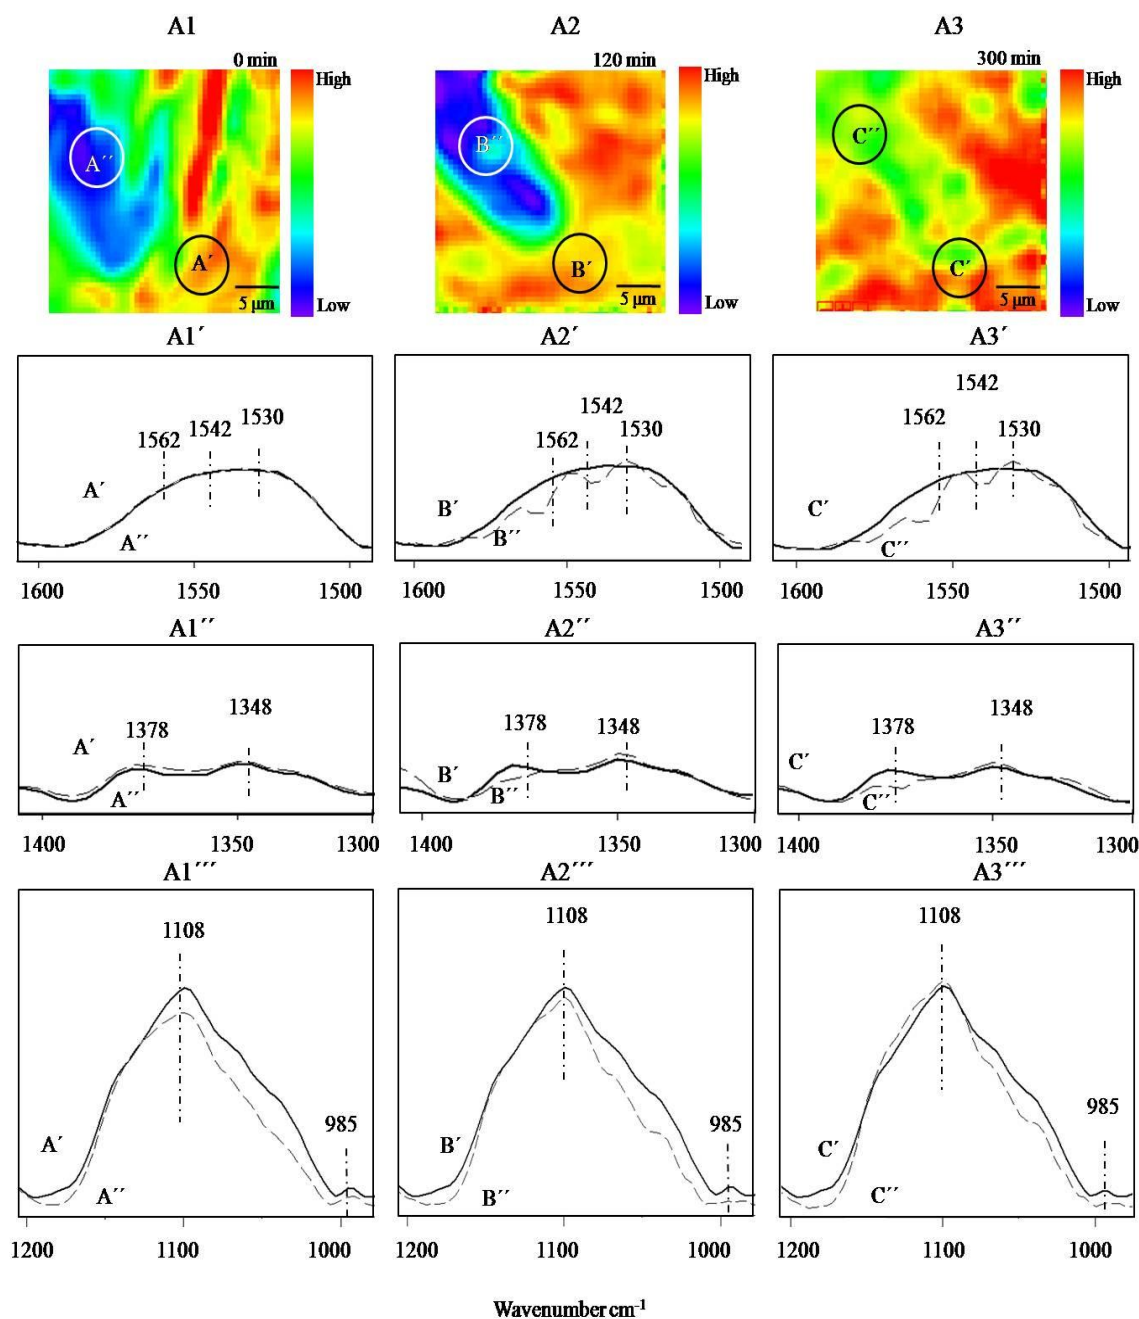 A1 A2 A3
0 min 120 min 300 min
High High High
A´´ B´´ C´´
A´ B´ C´
5 µm 5 µm 5 µm
Low Low Low
A1´ A2´ A3´
1562 1542 1530 1562 1542 1530 1562 1542 1530
A´ B´ C´
A´´ B´´ C´´
1600 1550 1500 1600 1550 1500 1600 1550 1500
A1´´ A2´´ A3´´
1378 1348 1378 1348 1378 1348
A´ B´ C´
A´´ B´´ C´´
1400 1350 1300 1400 1350 1300 1400 1350 1300
A1´´´ A2´´´ A3´´´
1108 1108 1108
985 985 985
A´ B´ C´
A´´ B´´ C´´
1200 1100 1000 1200 1100 1000 1200 1100 1000
Wavenumber cm⁻¹